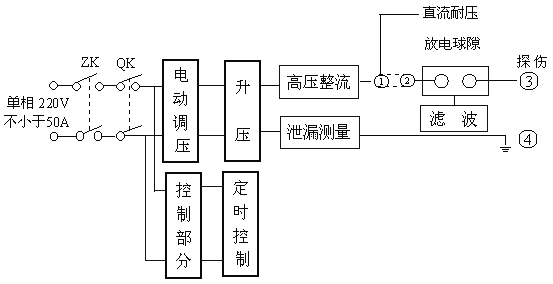 直流耐压
放电球隙
探伤
ZK
QK
单相 220V
不小于50A
电动调压
升压
高压整流
①
②
③
滤 波
泄漏测量
④
控制部分
定时控制